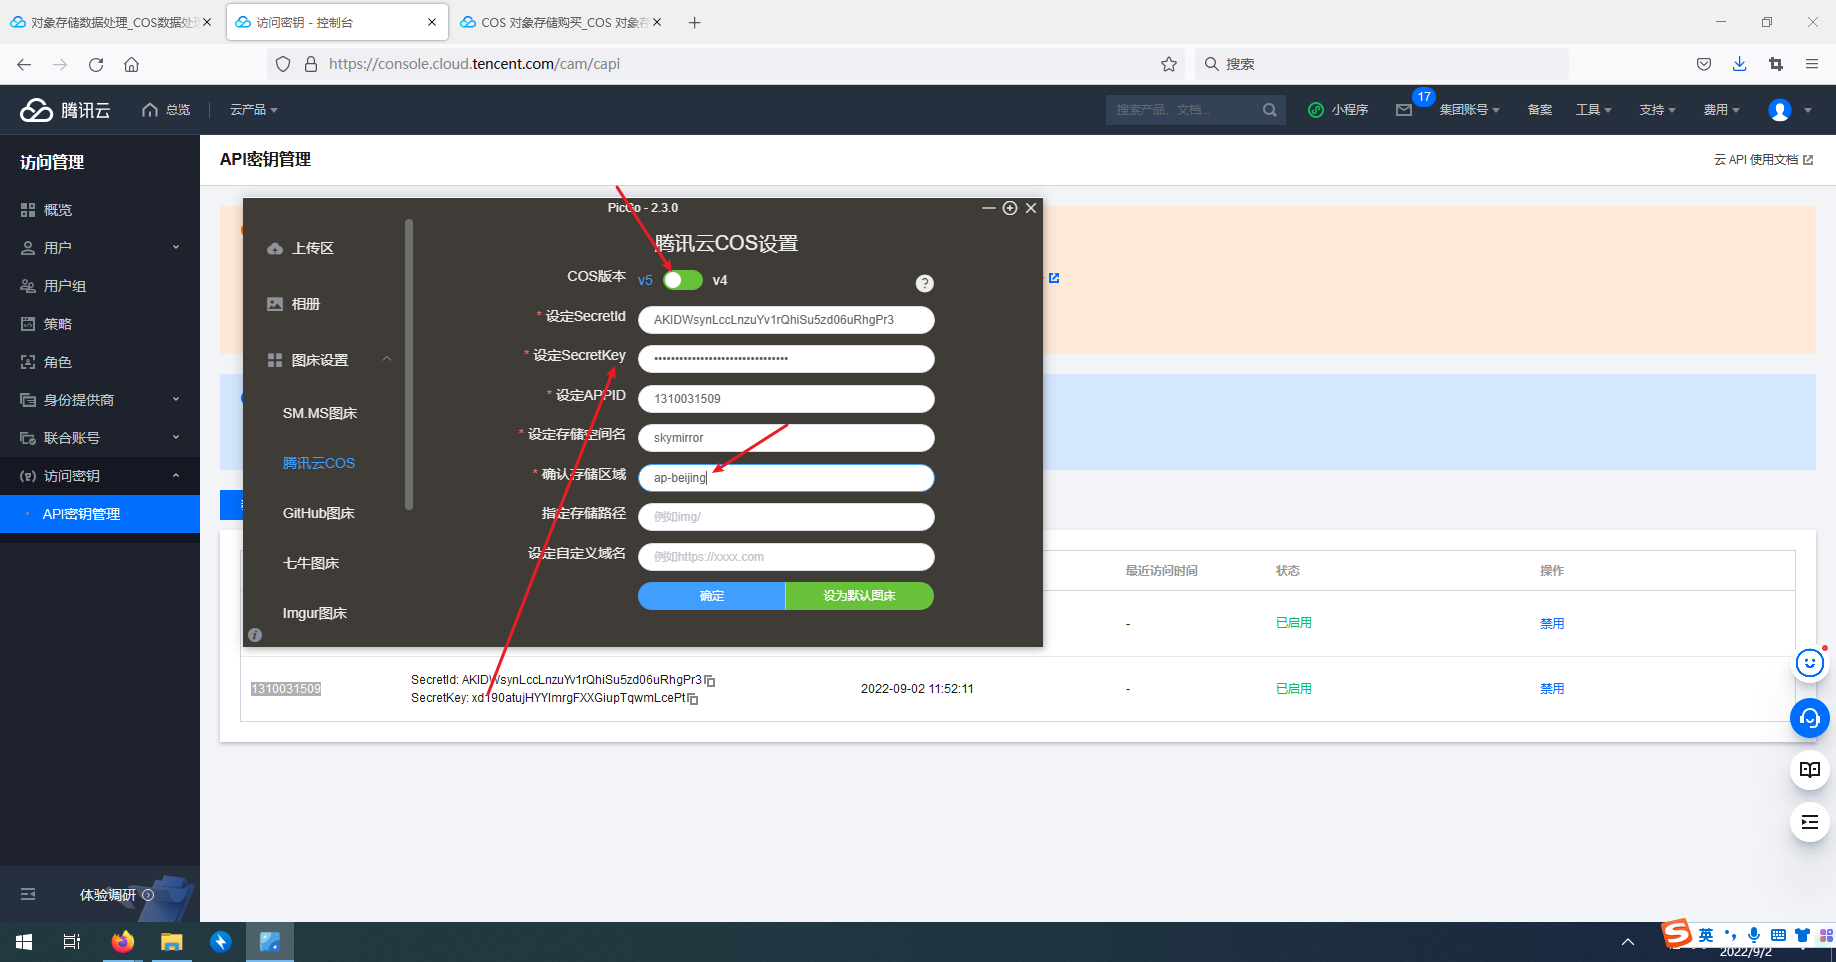 对象存储数据处理_COS数据处理
访问密钥 - 控制台
COS 对象存储购买_COS 对象存
https://console.cloud.tencent.com/cam/capi
搜索
腾讯云
总览
云产品
搜索产品、文档...
小程序
17
集团账号
备案
工具
支持
费用
访问管理
API密钥管理
云 API 使用文档
概览
用户
用户组
策略
角色
身份提供商
联合账号
访问密钥
API密钥管理
体验调研
PicGo - 2.3.0
上传区
相册
图床设置
SM.MS图床
腾讯云COS
GitHub图床
七牛图床
Imgur图床
腾讯云COS设置
COS版本 v5 v4
* 设定SecretId AKIDWsynLccLnzuYv1rQhiSu5zd06uRhgPr3
* 设定SecretKey ••••••••••••••••••••••••••••••••
* 设定APPID 1310031509
* 设定存储空间名 skymirror
* 确认存储区域 ap-beijing
指定存储路径 例如img/
设定自定义域名 例如https://xxxx.com
确定 设为默认图床
最近访问时间 状态 操作
- 已启用 禁用
1310031509
SecretId: AKIDWsynLccLnzuYv1rQhiSu5zd06uRhgPr3
SecretKey: xd190atujHYYImrgFXXGiupTqwmLcePt
2022-09-02 11:52:11
- 已启用 禁用
英
2022/9/2